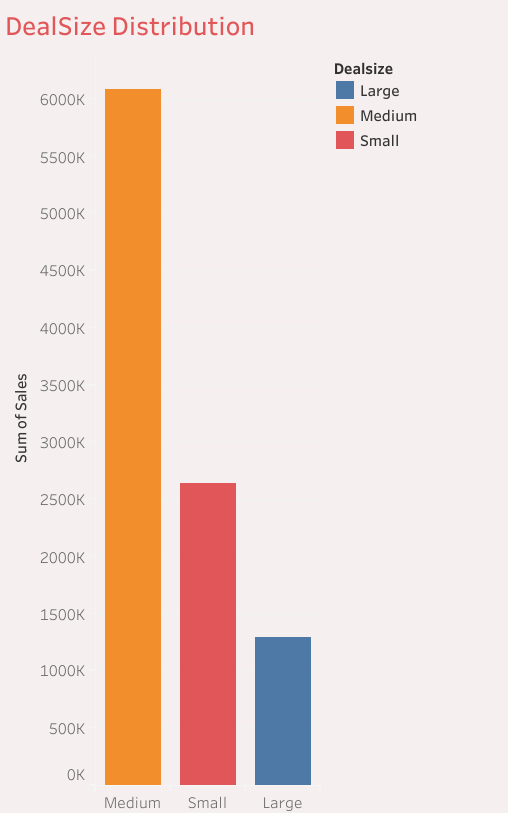 DealSize Distribution
Dealsize
Large
Medium
Small
Sum of Sales
6000K
5500K
5000K
4500K
4000K
3500K
3000K
2500K
2000K
1500K
1000K
500K
0K
Medium Small Large